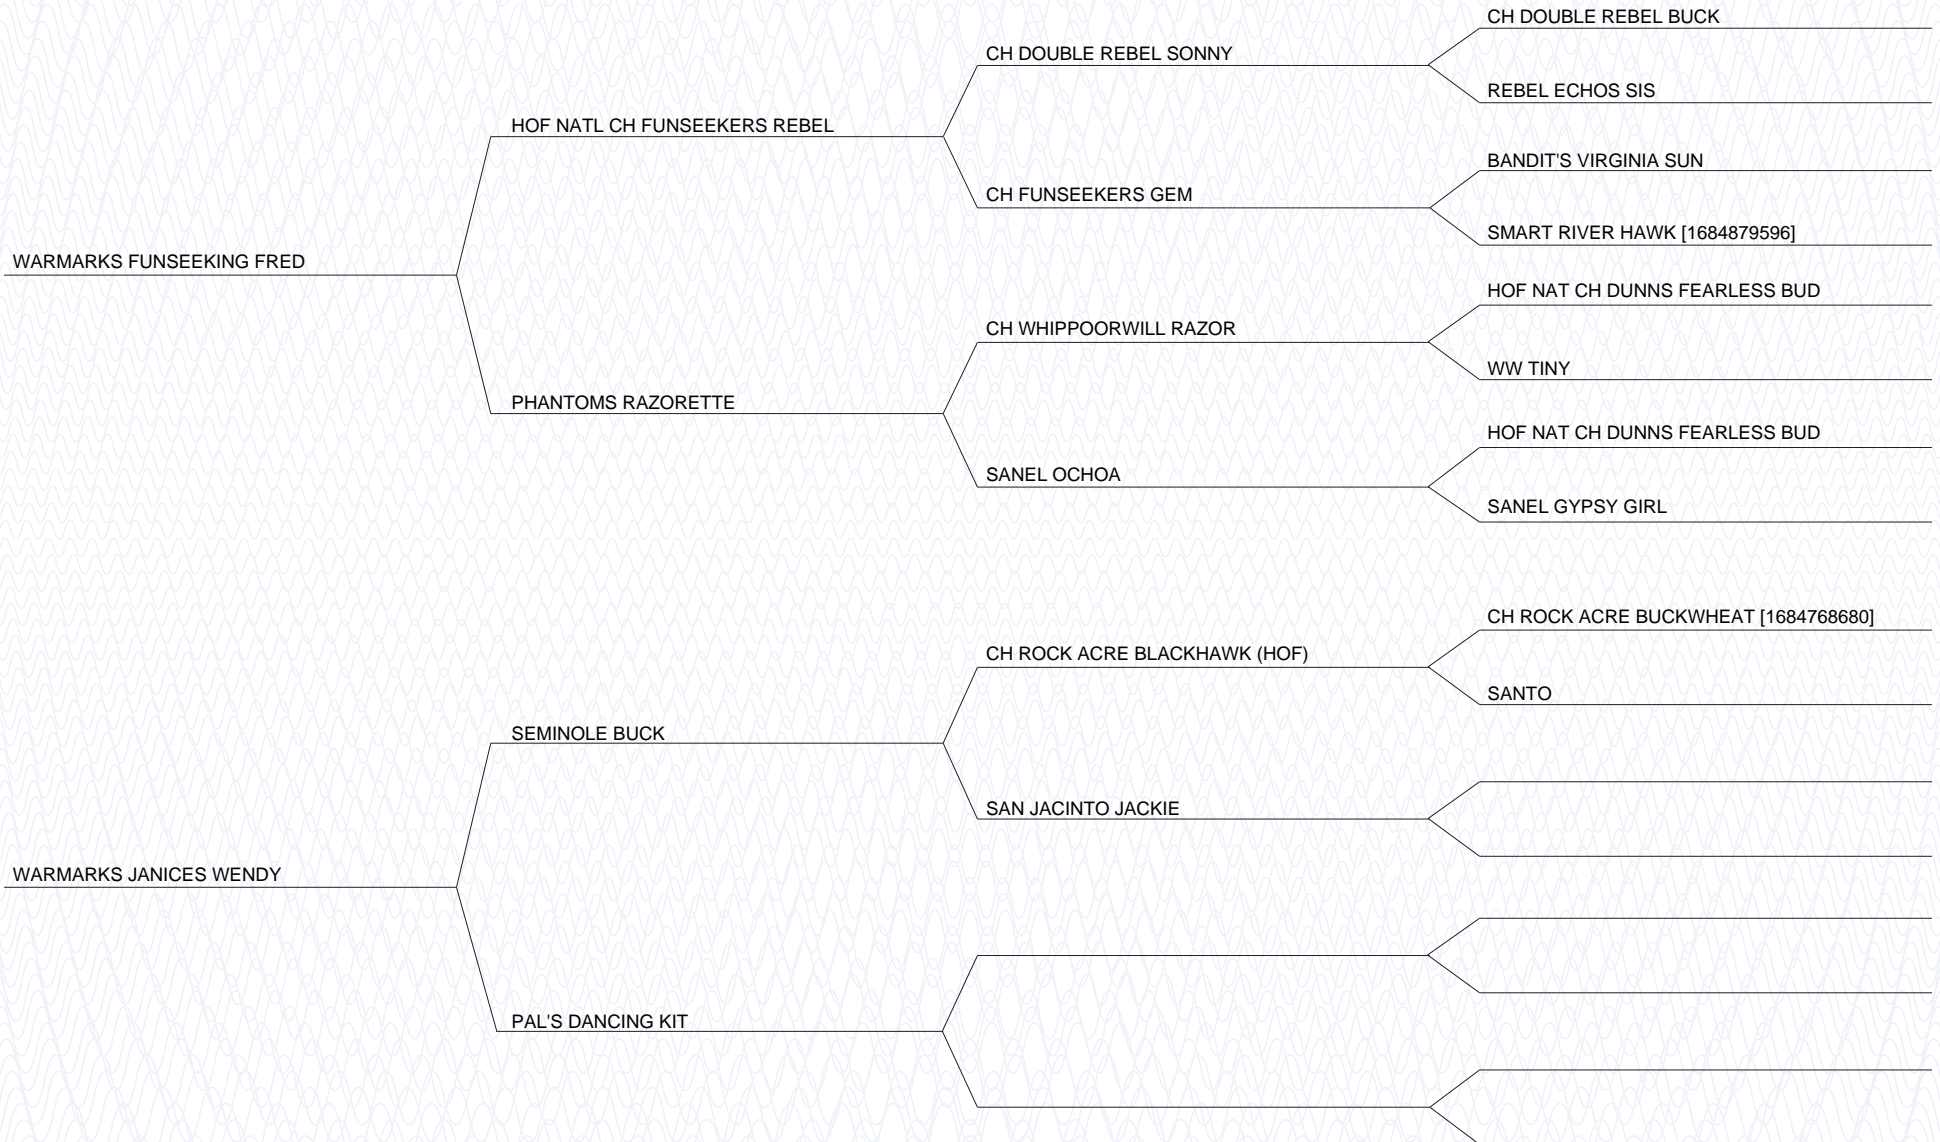 CH DOUBLE REBEL BUCK
CH DOUBLE REBEL SONNY
REBEL ECHOS SIS
HOF NATL CH FUNSEEKERS REBEL
BANDIT'S VIRGINIA SUN
CH FUNSEEKERS GEM
SMART RIVER HAWK [1684879596]
WARMARKS FUNSEEKING FRED
HOF NAT CH DUNNS FEARLESS BUD
CH WHIPPOORWILL RAZOR
WW TINY
PHANTOMS RAZORETTE
HOF NAT CH DUNNS FEARLESS BUD
SANEL OCHOA
SANEL GYPSY GIRL
CH ROCK ACRE BUCKWHEAT [1684768680]
CH ROCK ACRE BLACKHAWK (HOF)
SANTO
SEMINOLE BUCK
SAN JACINTO JACKIE
WARMARKS JANICES WENDY
PAL'S DANCING KIT